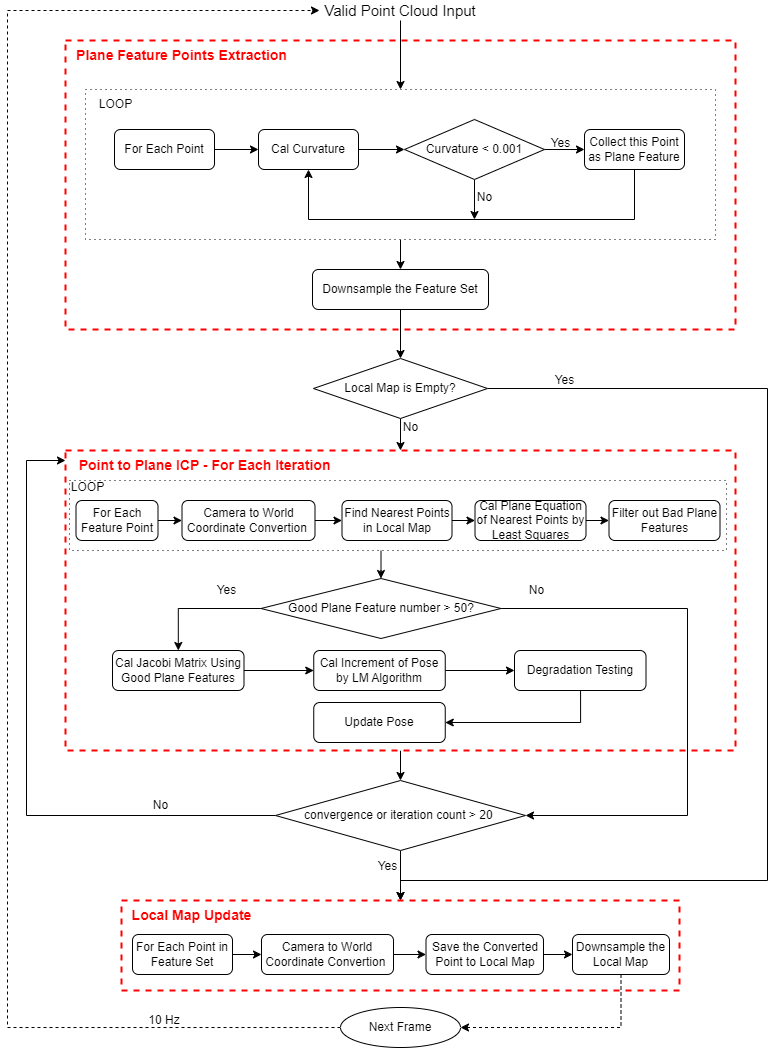 Valid Point Cloud Input
Plane Feature Points Extraction
LOOP
For Each Point
Cal Curvature
Curvature < 0.001
Yes
Collect this Point
as Plane Feature
No
Downsample the Feature Set
Local Map is Empty?
Yes
No
Point to Plane ICP - For Each Iteration
LOOP
For Each
Feature Point
Camera to World
Coordinate Convertion
Find Nearest Points
in Local Map
Cal Plane Equation
of Nearest Points by
Least Squares
Filter out Bad Plane
Features
Yes
Good Plane Feature number > 50?
No
Cal Jacobi Matrix Using
Good Plane Features
Cal Increment of Pose
by LM Algorithm
Degradation Testing
Update Pose
No
convergence or iteration count > 20
Yes
Local Map Update
For Each Point in
Feature Set
Camera to World
Coordinate Convertion
Save the Converted
Point to Local Map
Downsample the
Local Map
10 Hz
Next Frame